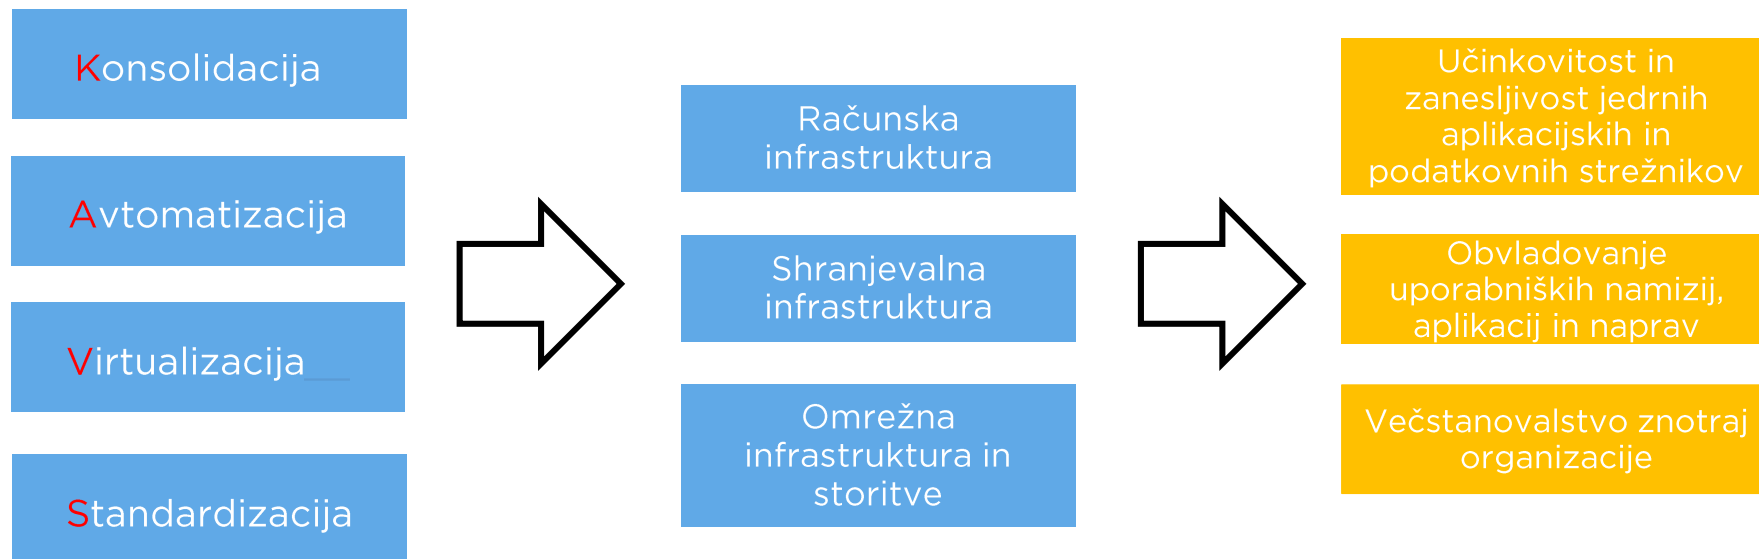 Konsolidacija
Avtomatizacija
Virtualizacija__
Standardizacija
Računska
infrastruktura
Shranjevalna
infrastruktura
Omrežna
infrastruktura in
storitve
Učinkovitost in
zanesljivost jedrnih
aplikacijskih in
podatkovnih strežnikov
Obvladovanje
uporabniških namizij,
aplikacij in naprav
Večstanovalstvo znotraj
organizacije